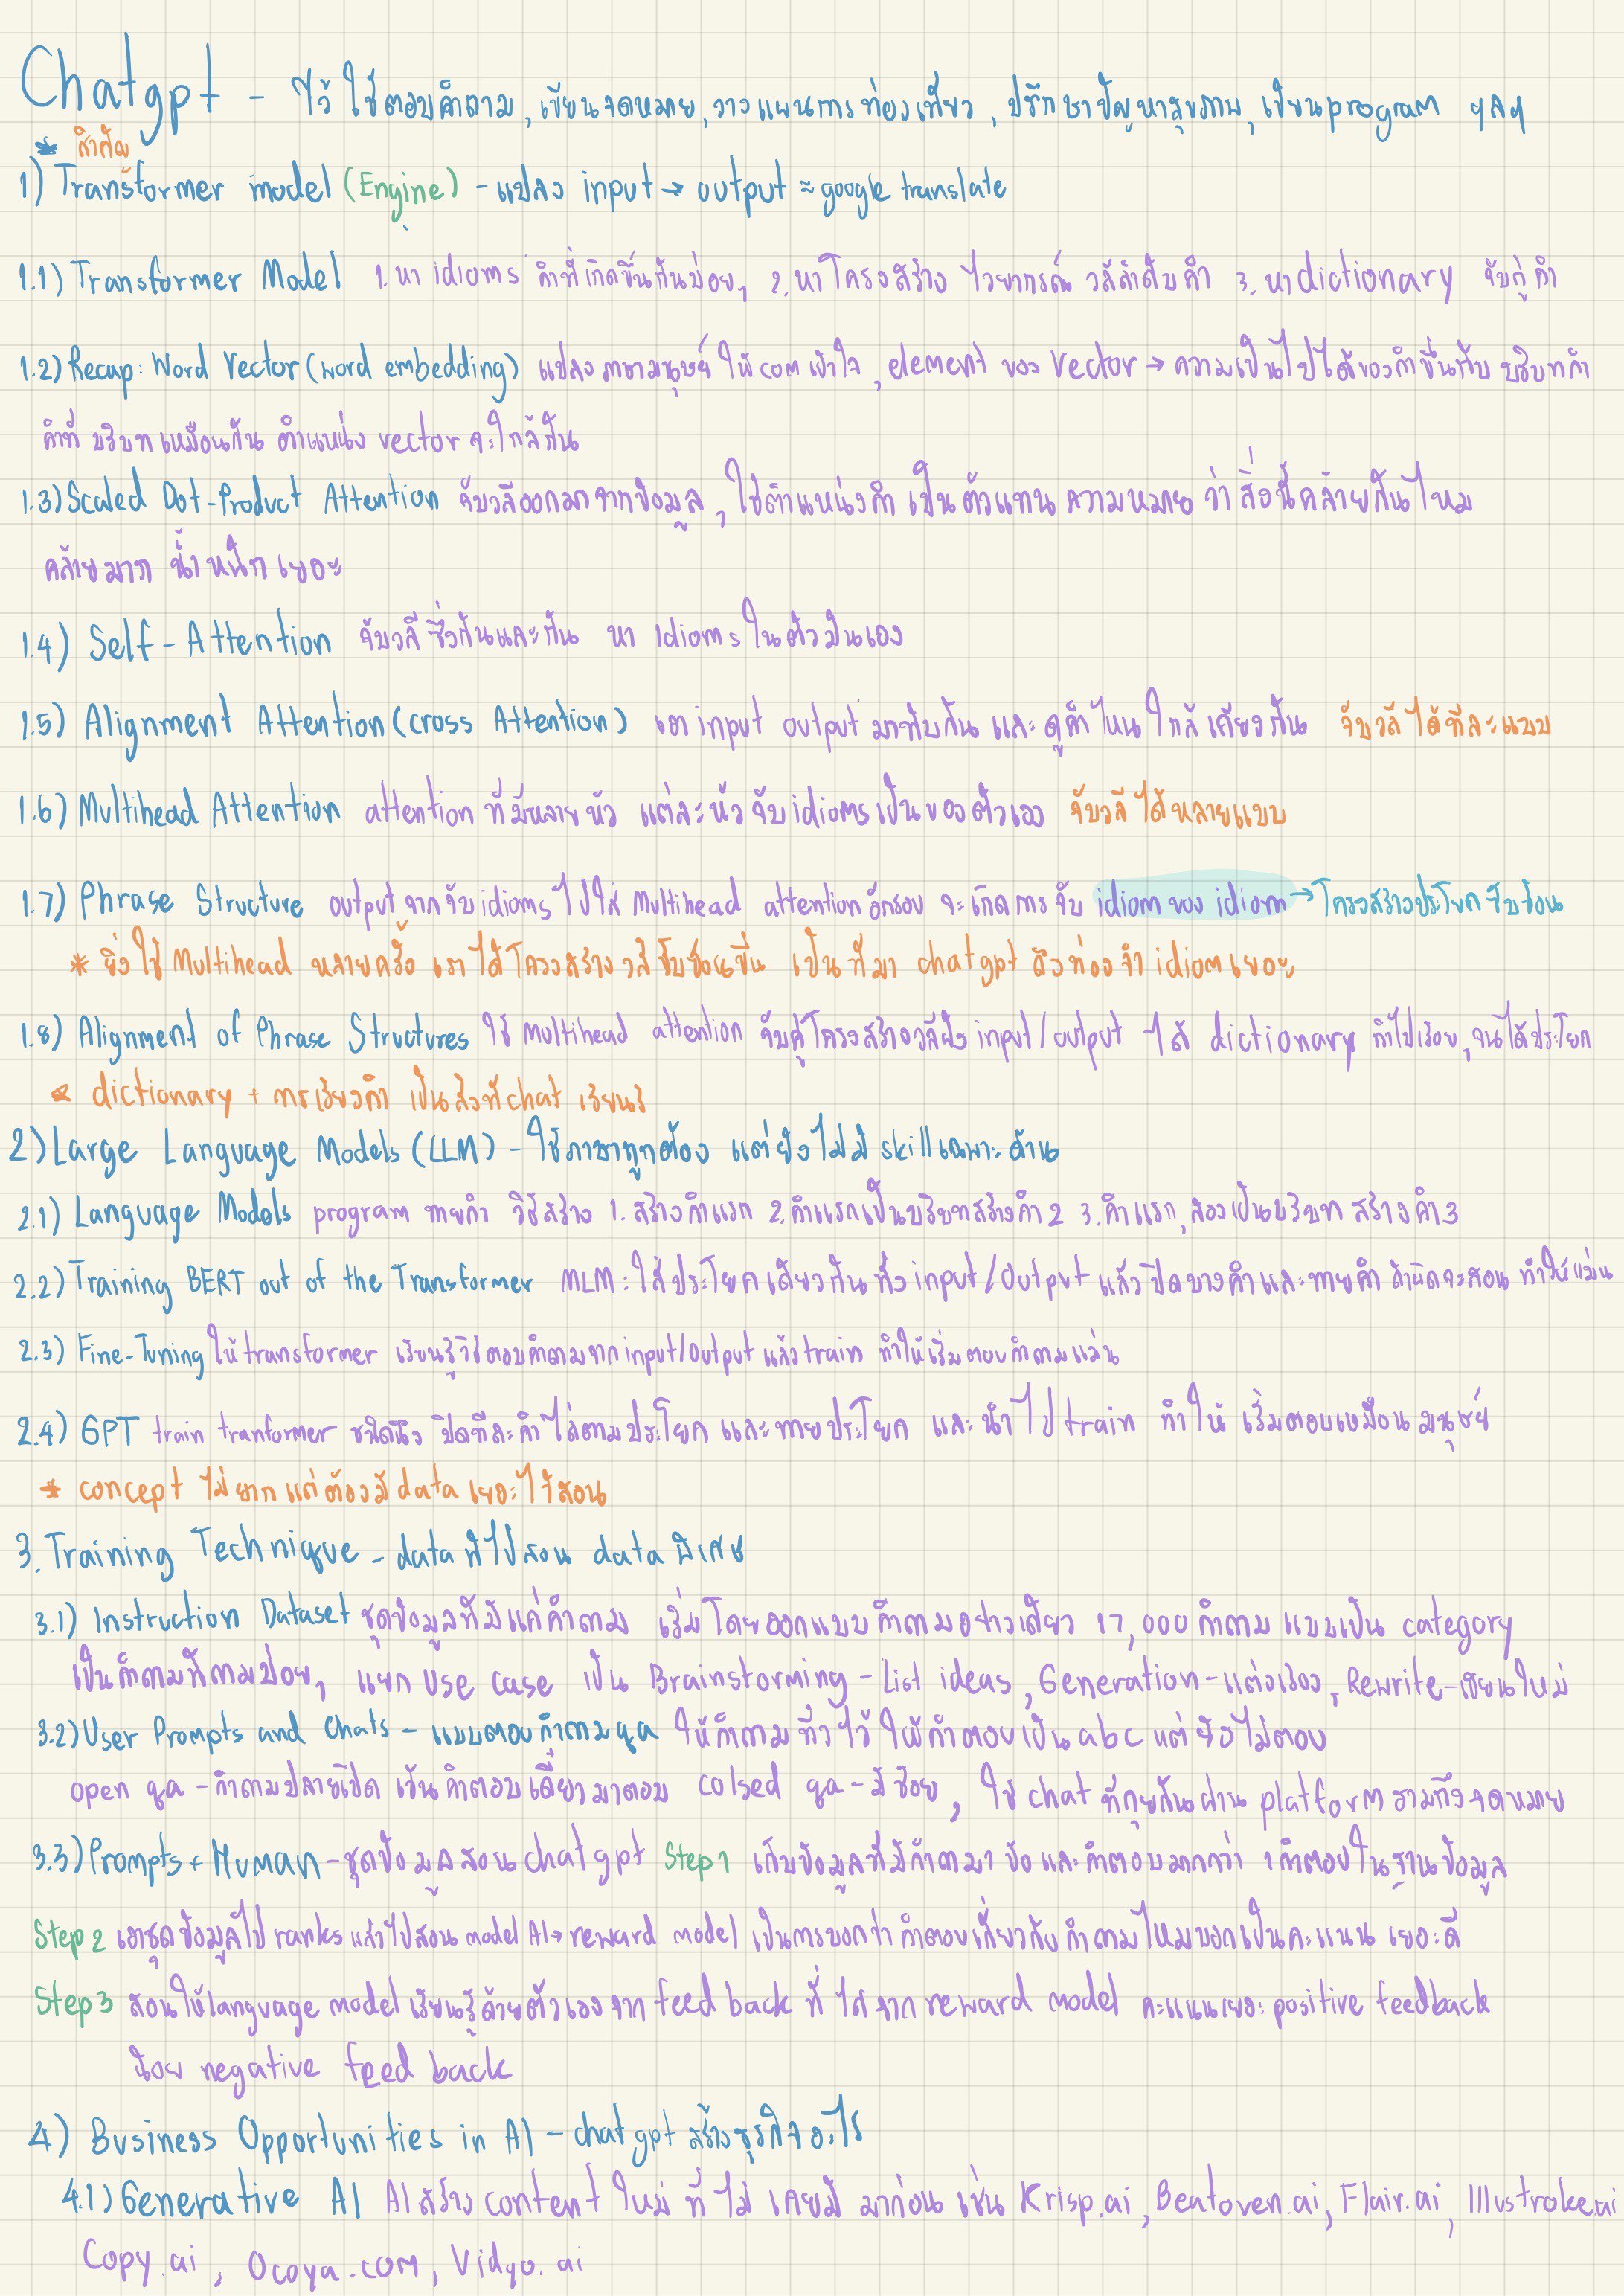 Chatgpt - ไว้ ใช้ตอบคำถาม, เขียนจดหมาย, วางแผนการท่องเที่ยว, ปรึกษาปัญหาสุขภาพ, เขียนprogram ฯลฯ
* สำคัญ
1) Transformer model (Engine) - แปลง input → output ≈ google translate
1.1) Transformer Model 1. หา idioms คำที่เกิดขึ้นกันบ่อยๆ 2. หาโครงสร้าง ไวยากรณ์ วลีลำดับคำ 3. หาdictionary จับคู่คำ
1.2) Recap: Word Vector (word embedding) แปลงภาษามนุษย์ ให้ com เข้าใจ, element ของ Vector → ความเป็นไปได้ของคำขึ้นกับ บริบทคำ
คำที่ บริบทเหมือนกัน ตำแหน่ง vector จะใกล้กัน
1.3) Scaled Dot-Product Attention จับวลีออกมาจากข้อมูล, ใช้ตำแหน่งคำ เป็นตัวแทน ความหมาย ว่า สิ่งนี้คล้ายกันไหม
คล้ายมาก น้ำหนักเยอะ
1.4) Self-Attention จับวลีซึ่งกันและกัน หา Idioms ในตัวมันเอง
1.5) Alignment Attention (cross Attention) เอา input output มาทับกัน และ ดูคำไหน ใกล้เคียงกัน จับวลีได้ทีละแบบ
1.6) Multihead Attention attention ที่มีหลายหัว แต่ละหัวจับ idioms เป็นของตัวเอง จับวลีได้หลายแบบ
1.7) Phrase Structure output จากจับ idioms ไปใส่ Multihead attention อีกรอบ จะเกิดการจับ idiom ของ idiom → โครงสร้างประโยคซับซ้อน
* ยิ่งใช้ Multihead หลายครั้ง เราได้โครงสร้างวลีซับซ้อนขึ้น เป็นที่มา chatgpt ถึงท่องจำ idiom เยอะ
1.8) Alignment of Phrase Structures ใช้ multihead attention จับคู่โครงสร้างวลีฝั่ง input/output ได้ dictionary ทำไปเรื่อยๆจนได้ประโยค
* dictionary + การเรียงคำ เป็นสิ่งที่chat เรียนรู้
2) Large Language Models (LLM) - ใช้ภาษาถูกต้อง แต่ยังไม่มี skill เฉพาะด้าน
2.1) Language Models program ทายคำ วิธีสร้าง 1. สร้างคำแรก 2. คำแรกเป็นบริบทสร้างคำ 2 3. คำแรก, สองเป็นบริบท สร้างคำ 3
2.2) Training BERT out of the Transformer MLM : ใส่ประโยคเดียวกัน ทั้ง input/Output แล้วปิดบางคำและทายคำ ถ้าผิดจะสอน ทำให้แม่น
2.3) Fine-Tuning ให้transformer เรียนรู้วิธีตอบคำถามจาก input/Output แล้ว train ทำให้เริ่มตอบคำถามแม่น
2.4) GPT train tranformer ชนิดนึง ปิดทีละคำ ไล่ตามประโยค และทายประโยค และ นำไป train ทำให้ เริ่มตอบเหมือนมนุษย์
* concept ไม่ยาก แต่ต้องมี data เยอะไว้สอน
3. Training Technique - data ที่ไปสอน data พิเศษ
3.1) Instruction Dataset ชุดข้อมูลที่มีแค่คำถาม เริ่มโดยออกแบบคำถามอย่างเดียว 17,000 คำถาม แบบเป็น category
เป็นคำถามที่ถามบ่อยๆ แยก use case เป็น Brainstorming - List ideas, Generation - แต่งเรื่อง, Rewrite - เขียนใหม่
3.2) User Prompts and Chats - แบบตอบคำถาม qa ให้คำถามทิ้งไว้ ให้คำตอบเป็น abc แต่ ยังไม่ตอบ
open qa - คำถามปลายเปิด เว้นคำตอบเดี๋ยวมาตอบ colsed qa - มีช้อย, ใช้ chat ที่คุยกันผ่าน platform รวมถึงจดหมาย
3.3) Prompts + Human - ชุดข้อมูลสอน chatgpt Step 1 เก็บข้อมูลที่มีคำถาม 1 ข้อ และคำตอบมากกว่า 1 คำตอบในฐานข้อมูล
Step 2 เอาชุดข้อมูลไป ranks แล้วไปสอน model AI → reward model เป็นการบอกว่า คำตอบเกี่ยวกับ คำถามไหมบอกเป็นคะแนน เยอะดี
Step 3 สอนให้language model เรียนรู้ด้วยตัวเองจาก feed back ที่ ได้จาก reward model คะแนนเยอะ positive feedback
น้อย negative feed back
4) Business Opportunities in AI - chatgpt สร้างธุรกิจอะไร
4.1) Generative AI AI สร้าง content ใหม่ ที่ ไม่ เคยมี มาก่อน เช่น Krisp.ai, Beatoven.ai, Flair.ai, Illustroke.ai
Copy.ai, Ocoya.com, Vidyo.ai